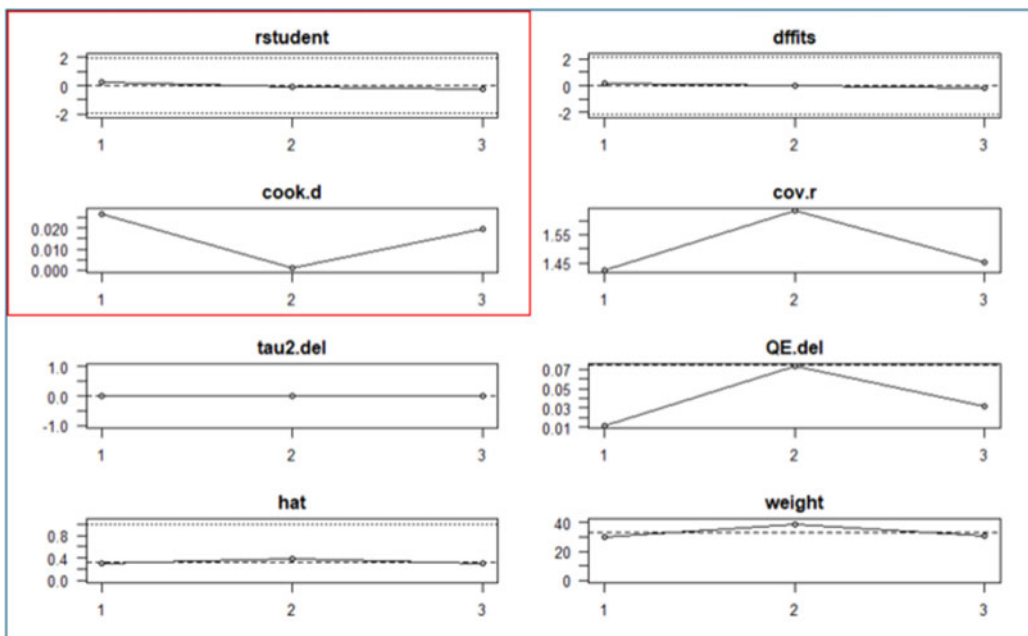 rstudent
2
0
-2
1 2 3
dffits
2
0
-2
1 2 3
cook.d
0.020
0.010
0.000
1 2 3
cov.r
1.55
1.45
1 2 3
tau2.del
1.0
0.0
-1.0
1 2 3
QE.del
0.07
0.05
0.03
0.01
1 2 3
hat
0.8
0.4
0.0
1 2 3
weight
40
20
0
1 2 3